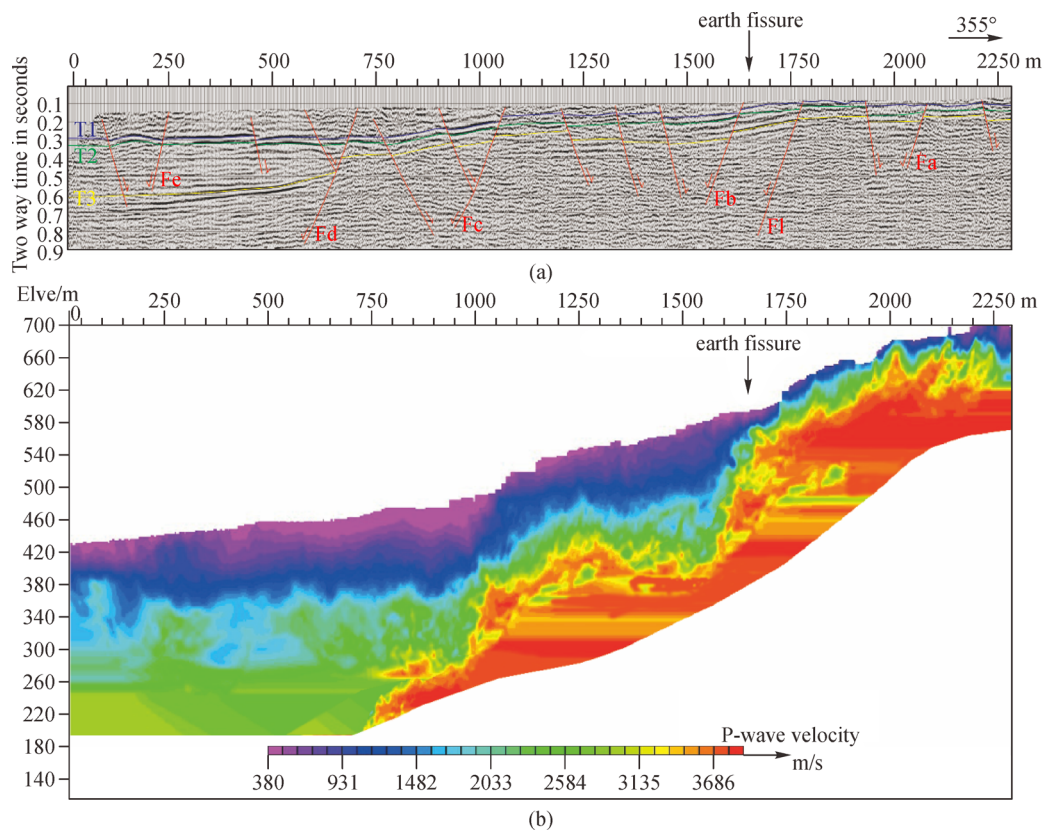 earth fissure
355°
0 250 500 750 1000 1250 1500 1750 2000 2250 m
Two way time in seconds
0.1
0.2
0.3
0.4
0.5
0.6
0.7
0.8
0.9
T1
T2
T3
Fe
Fd
Fc
Fb
F1
Fa
(a)
Elve/m
0 250 500 750 1000 1250 1500 1750 2000 2250 m
earth fissure
700
660
620
580
540
500
460
420
380
340
300
260
220
180
140
P-wave velocity
m/s
380 931 1482 2033 2584 3135 3686
(b)